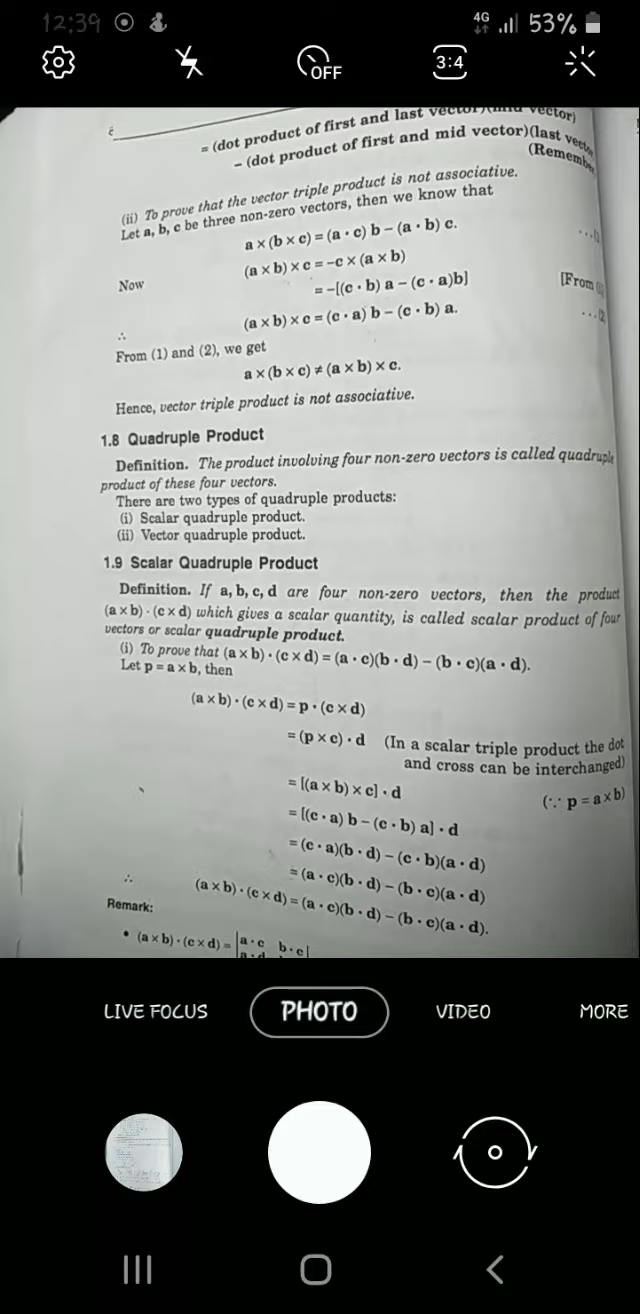 12:39 4G 53%
OFF 3:4
= (dot product of first and last vector)(mid vector)
– (dot product of first and mid vector)(last vecto
(Remembe
(ii) To prove that the vector triple product is not associative.
Let a, b, c be three non-zero vectors, then we know that
a × (b × c) = (a · c) b – (a · b) c. ...(1
Now (a × b) × c = –c × (a × b)
= –[(c · b) a – (c · a)b] [From (1)
∴ (a × b) × c = (c · a) b – (c · b) a. ...(2
From (1) and (2), we get
a × (b × c) ≠ (a × b) × c.
Hence, vector triple product is not associative.
1.8 Quadruple Product
Definition. The product involving four non-zero vectors is called quadruple
product of these four vectors.
There are two types of quadruple products:
(i) Scalar quadruple product.
(ii) Vector quadruple product.
1.9 Scalar Quadruple Product
Definition. If a, b, c, d are four non-zero vectors, then the product
(a × b) · (c × d) which gives a scalar quantity, is called scalar product of four
vectors or scalar quadruple product.
(i) To prove that (a × b) · (c × d) = (a · c)(b · d) – (b · c)(a · d).
Let p = a × b, then
(a × b) · (c × d) = p · (c × d)
= (p × c) · d (In a scalar triple product the dot
and cross can be interchanged)
= [(a × b) × c] · d (∵ p = a × b)
= [(c · a) b – (c · b) a] · d
= (c · a)(b · d) – (c · b)(a · d)
= (a · c)(b · d) – (b · c)(a · d)
∴ (a × b) · (c × d) = (a · c)(b · d) – (b · c)(a · d).
Remark:
• (a × b) · (c × d) = |a · c b · c|
LIVE FOCUS PHOTO VIDEO MORE